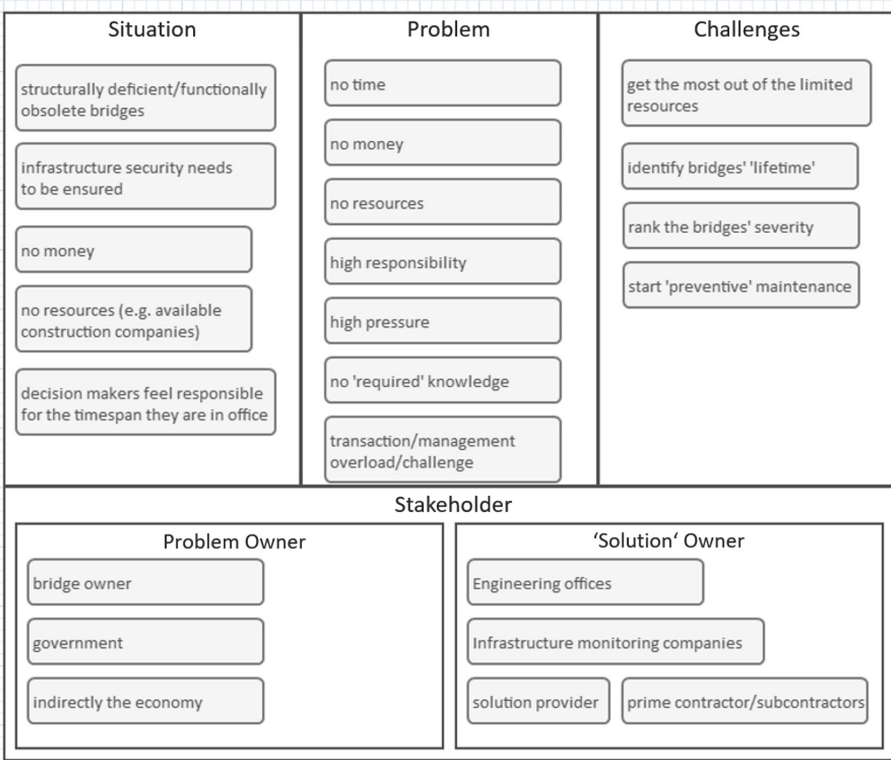 Situation
structurally deficient/functionally
obsolete bridges
infrastructure security needs
to be ensured
no money
no resources (e.g. available
construction companies)
decision makers feel responsible
for the timespan they are in office
Problem
no time
no money
no resources
high responsibility
high pressure
no 'required' knowledge
transaction/management
overload/challenge
Challenges
get the most out of the limited
resources
identify bridges' 'lifetime'
rank the bridges' severity
start 'preventive' maintenance
Stakeholder
Problem Owner
bridge owner
government
indirectly the economy
‘Solution‘ Owner
Engineering offices
Infrastructure monitoring companies
solution provider
prime contractor/subcontractors